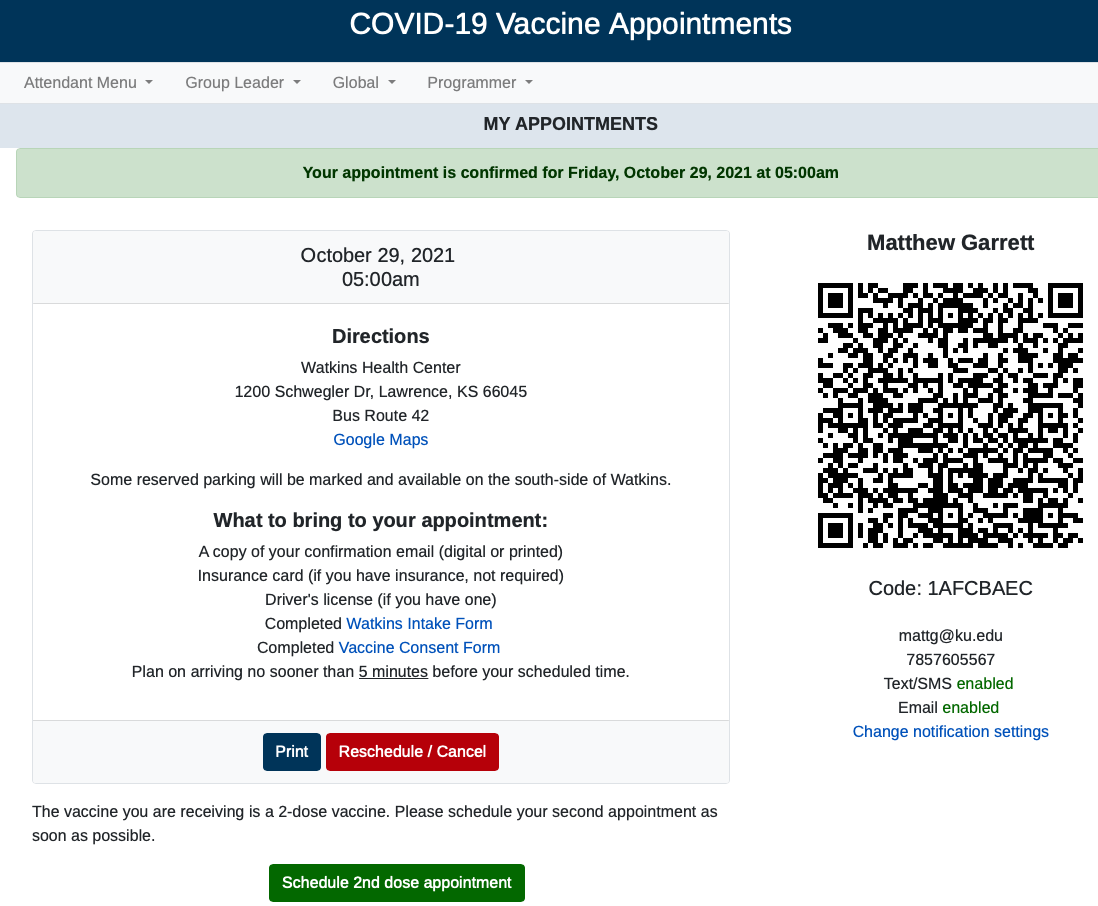 COVID-19 Vaccine Appointments
Attendant Menu
Group Leader
Global
Programmer
MY APPOINTMENTS
Your appointment is confirmed for Friday, October 29, 2021 at 05:00am
October 29, 2021
05:00am
Directions
Watkins Health Center
1200 Schwegler Dr, Lawrence, KS 66045
Bus Route 42
Google Maps
Some reserved parking will be marked and available on the south-side of Watkins.
What to bring to your appointment:
A copy of your confirmation email (digital or printed)
Insurance card (if you have insurance, not required)
Driver's license (if you have one)
Completed Watkins Intake Form
Completed Vaccine Consent Form
Plan on arriving no sooner than 5 minutes before your scheduled time.
Print
Reschedule / Cancel
The vaccine you are receiving is a 2-dose vaccine. Please schedule your second appointment as
soon as possible.
Schedule 2nd dose appointment
Matthew Garrett
Code: 1AFCBAEC
mattg@ku.edu
7857605567
Text/SMS enabled
Email enabled
Change notification settings